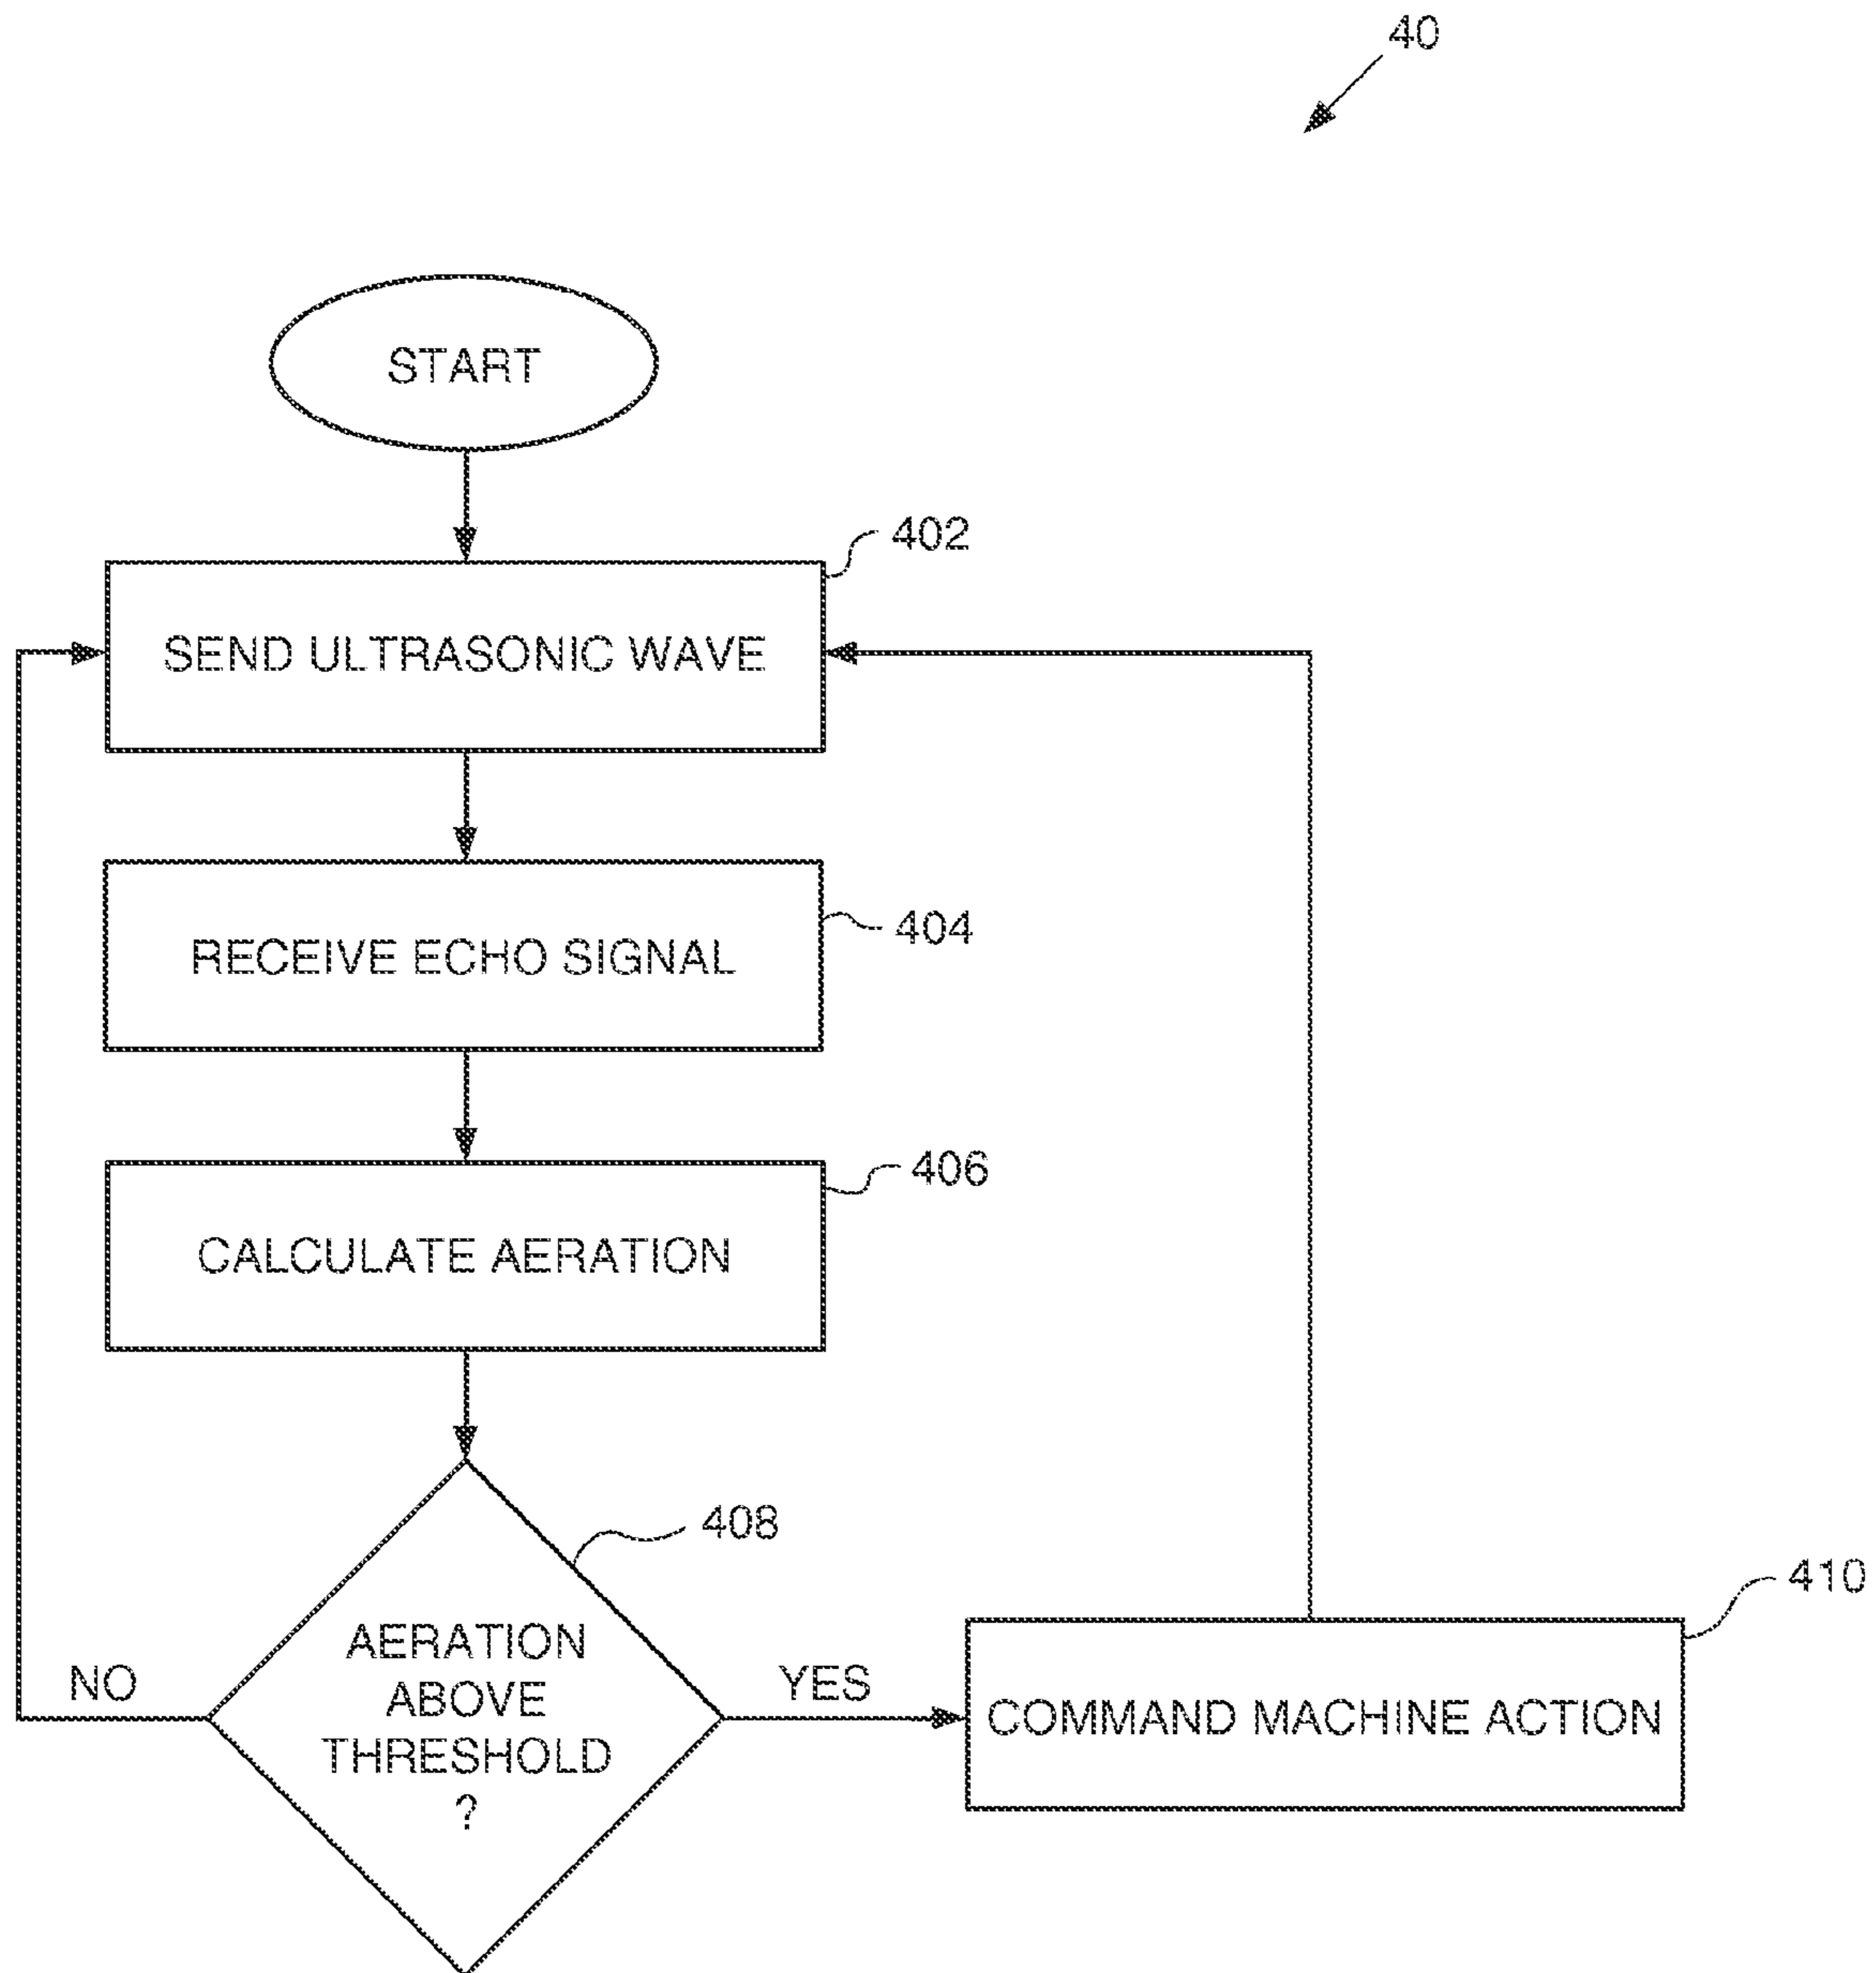 40
START
402
SEND ULTRASONIC WAVE
404
RECEIVE ECHO SIGNAL
406
CALCULATE AERATION
408
AERATION
ABOVE
THRESHOLD
?
NO
YES
410
COMMAND MACHINE ACTION